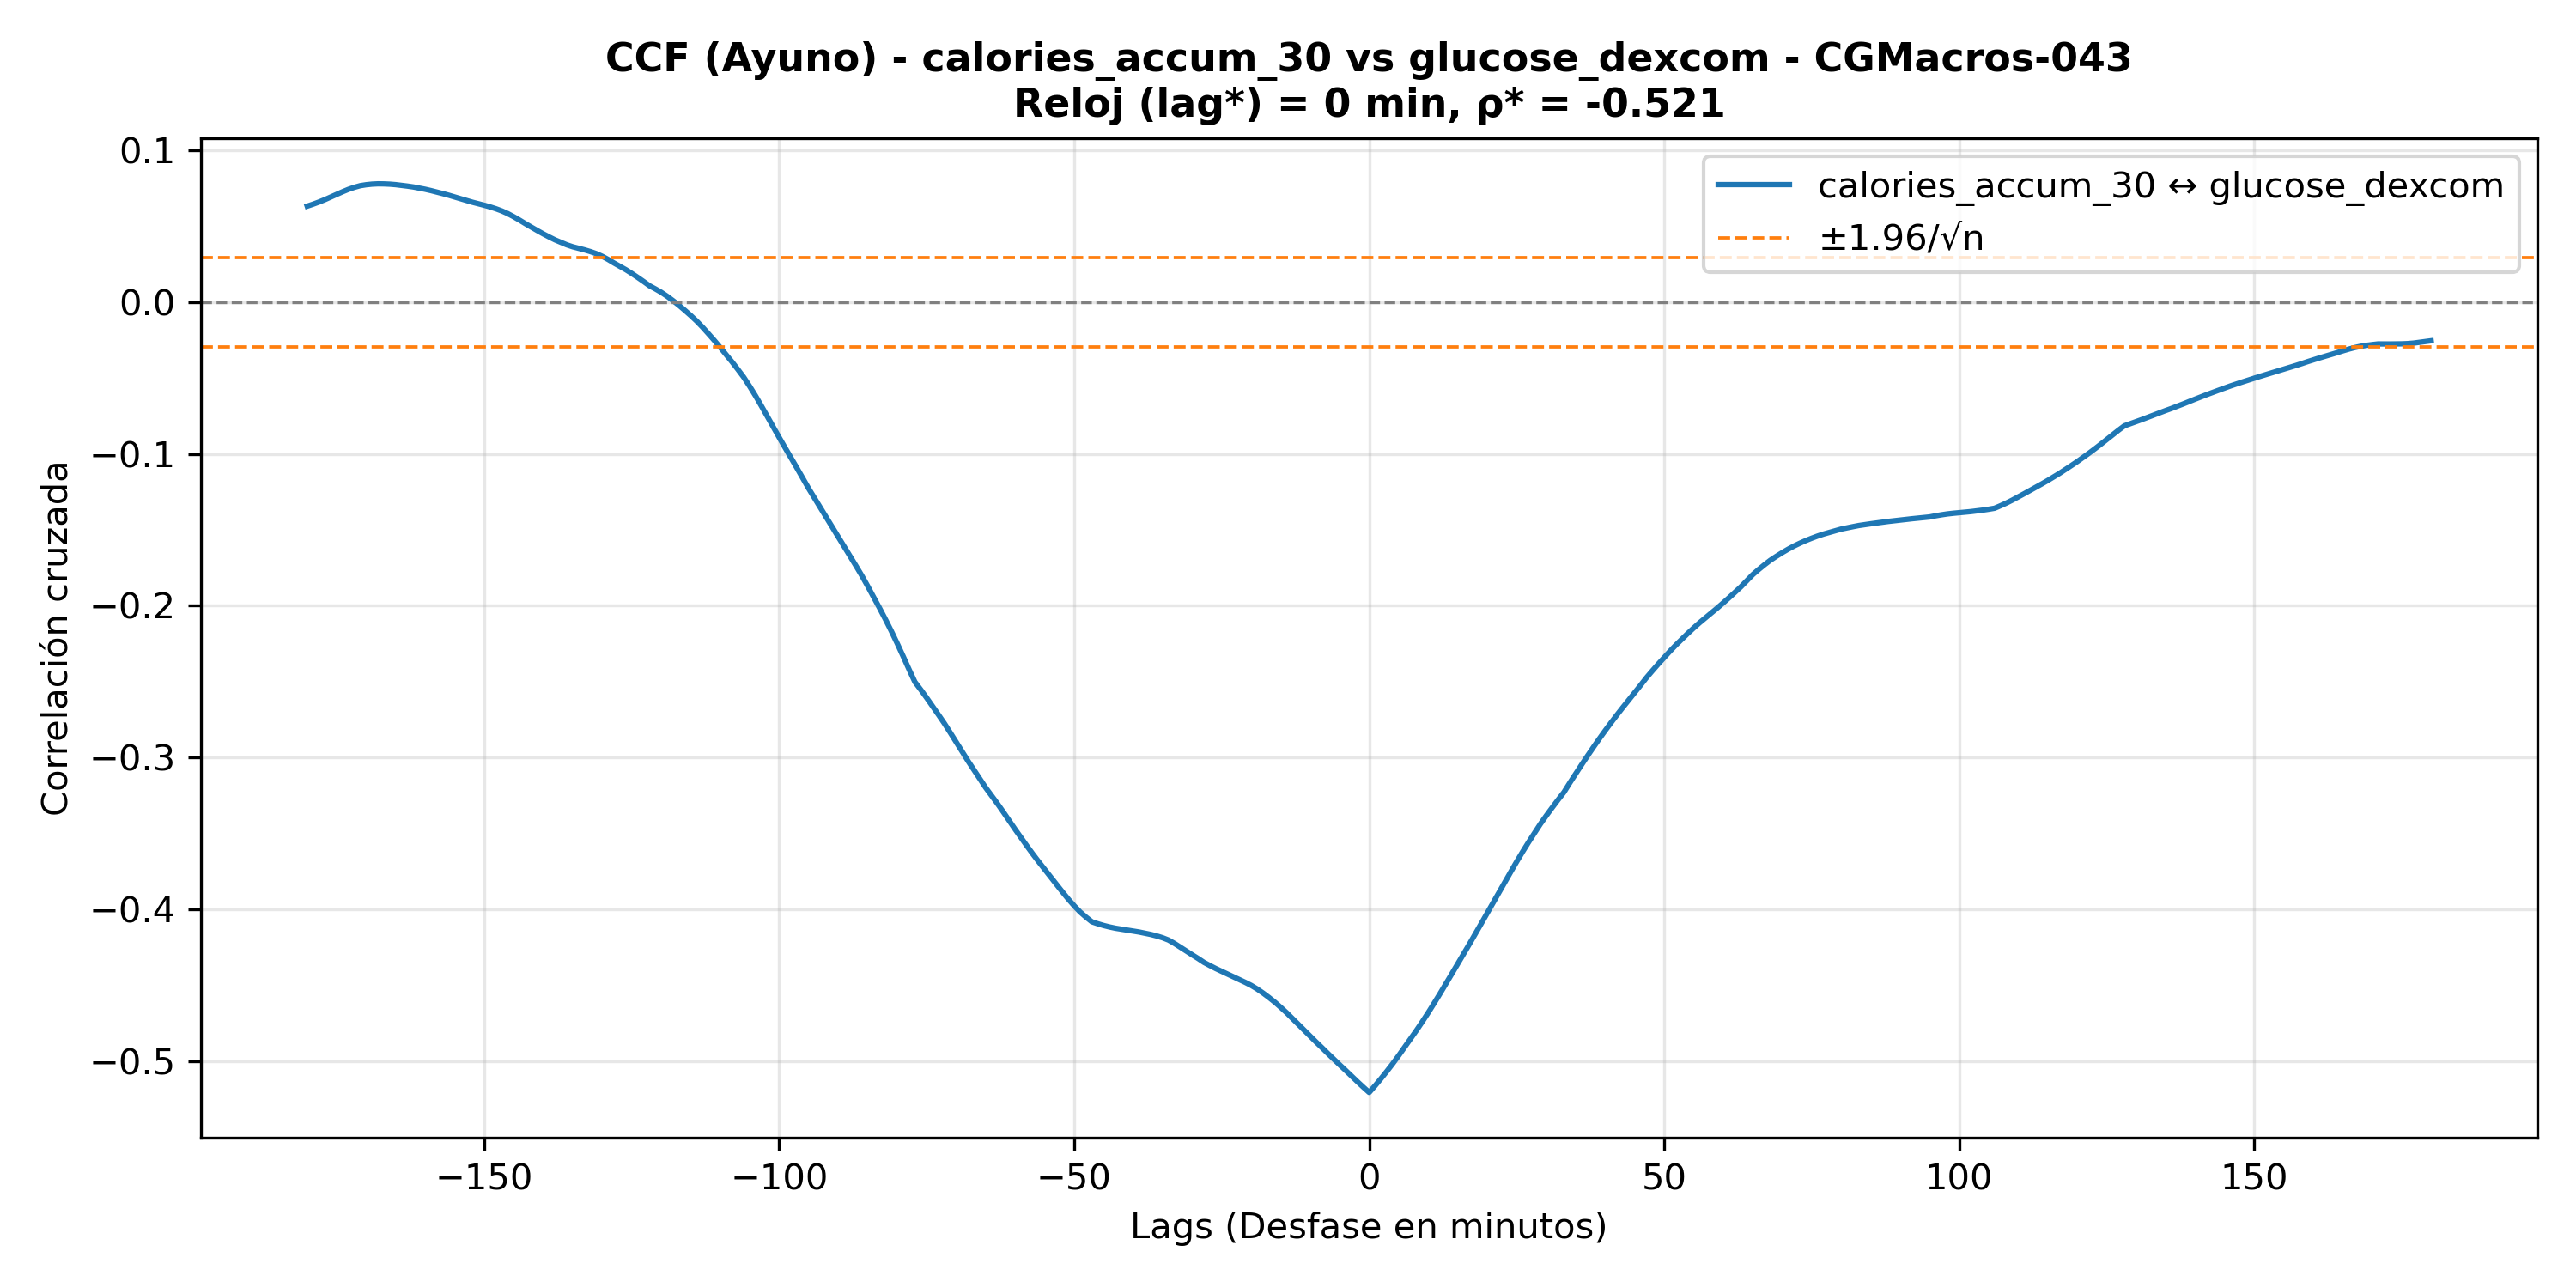 CCF (Ayuno) - calories_accum_30 vs glucose_dexcom - CGMacros-043
Reloj (lag*) = 0 min, ρ* = -0.521
calories_accum_30 ↔ glucose_dexcom
±1.96/√n
Correlación cruzada
0.1
0.0
−0.1
−0.2
−0.3
−0.4
−0.5
−150
−100
−50
0
50
100
150
Lags (Desfase en minutos)